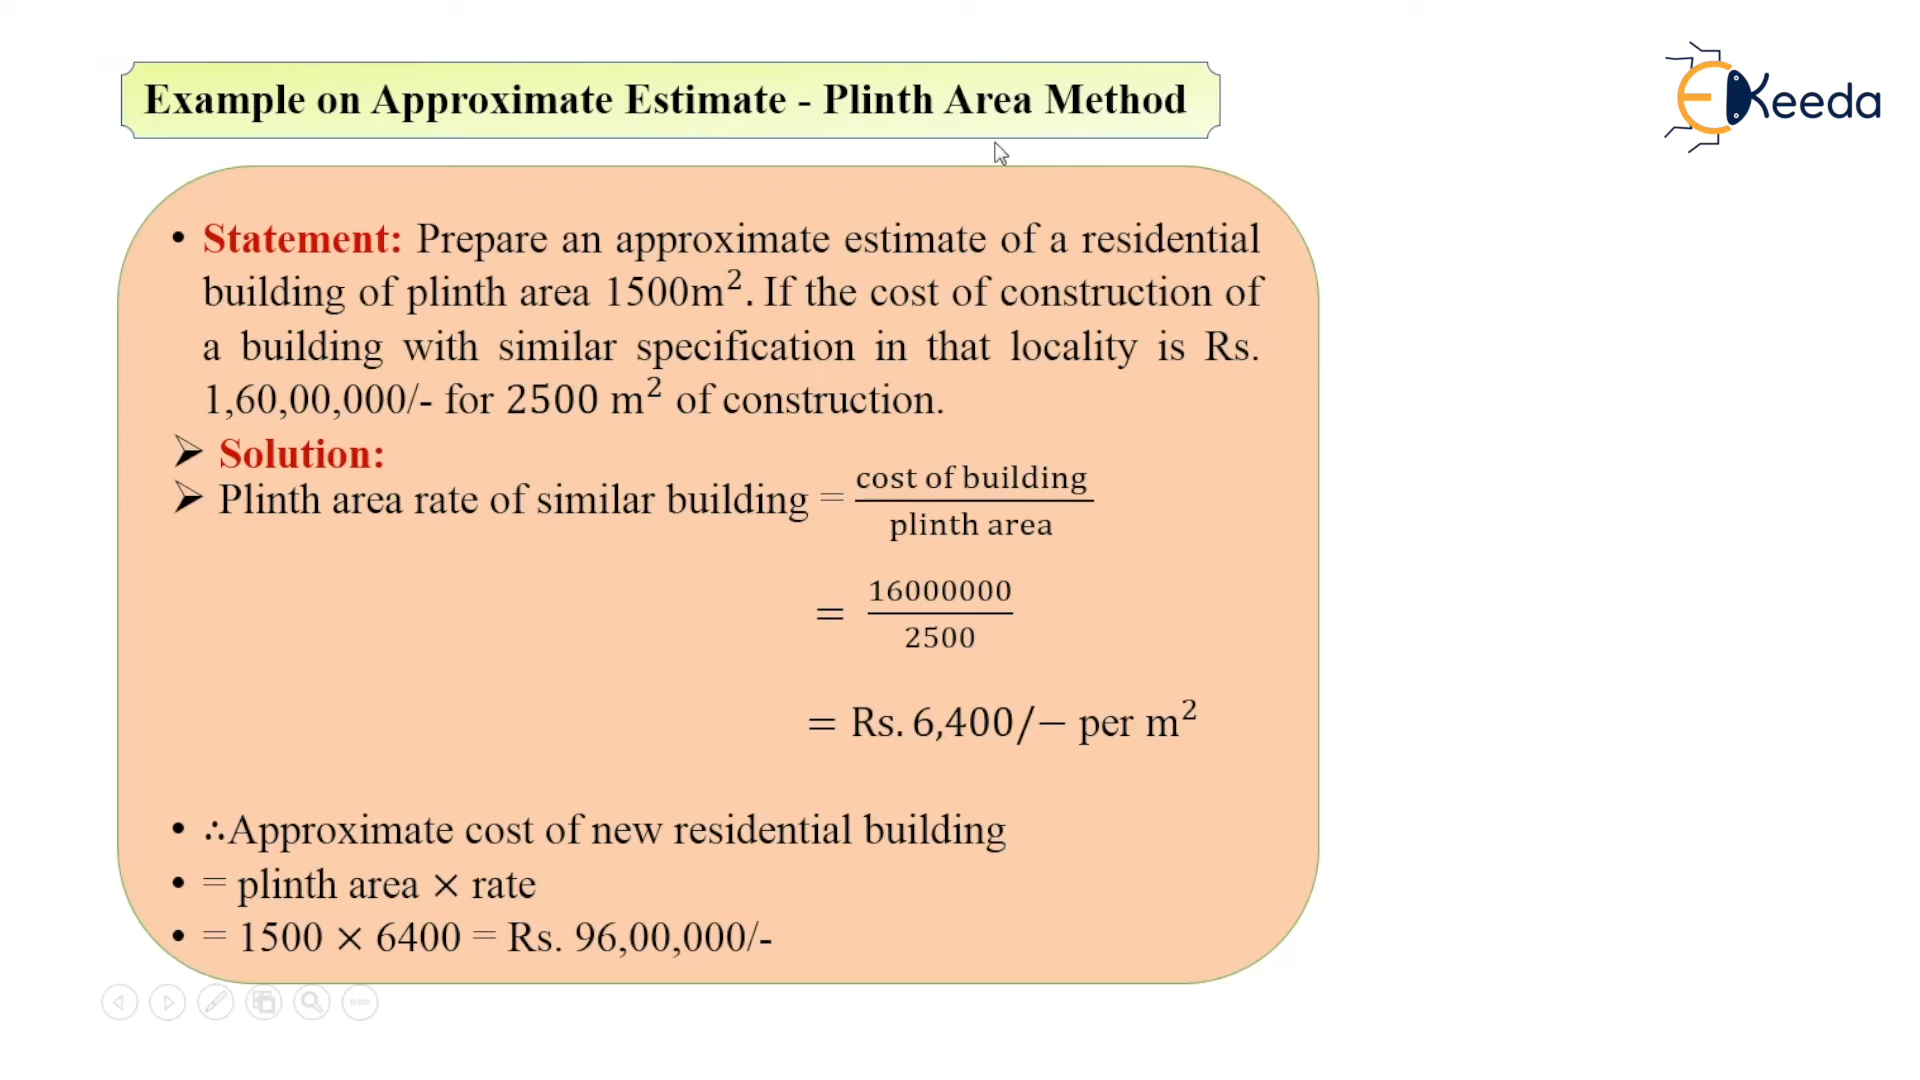 Example on Approximate Estimate - Plinth Area Method
EKeeda
• Statement: Prepare an approximate estimate of a residential
building of plinth area 1500m². If the cost of construction of
a building with similar specification in that locality is Rs.
1,60,00,000/- for 2500 m² of construction.
➢ Solution:
➢ Plinth area rate of similar building = cost of building
plinth area
= 16000000
2500
= Rs. 6,400/− per m²
• ∴Approximate cost of new residential building
• = plinth area × rate
• = 1500 × 6400 = Rs. 96,00,000/-